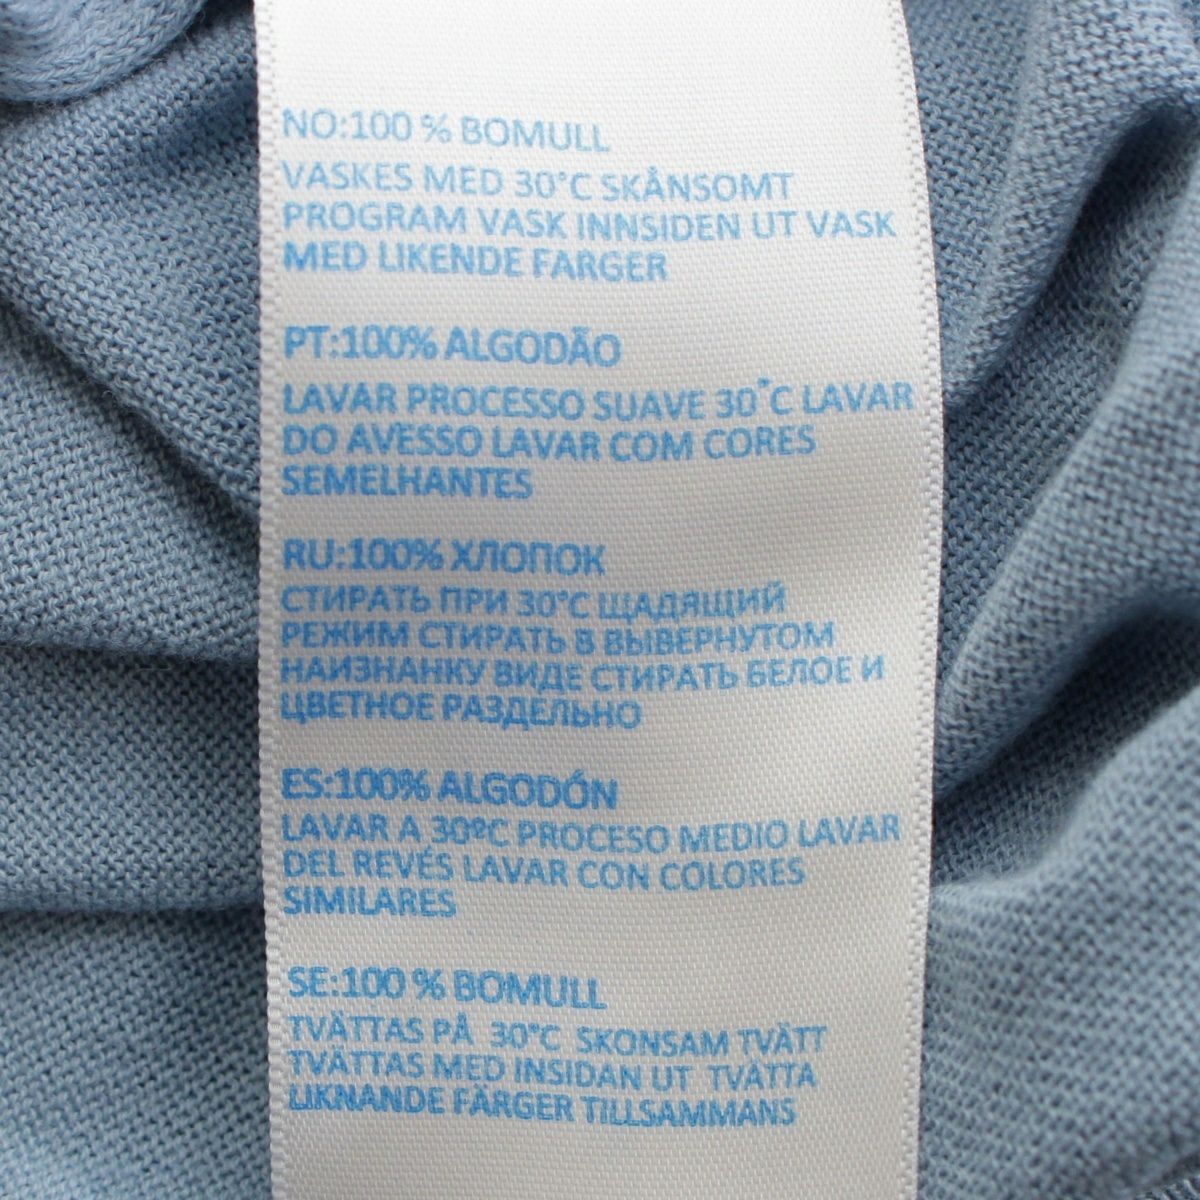 NO:100 % BOMULL
VASKES MED 30°C SKÅNSOMT
PROGRAM VASK INNSIDEN UT VASK
MED LIKENDE FARGER
PT:100% ALGODÃO
LAVAR PROCESSO SUAVE 30°C LAVAR
DO AVESSO LAVAR COM CORES
SEMELHANTES
RU:100% ХЛОПОК
СТИРАТЬ ПРИ 30°C ЩАДЯЩИЙ
РЕЖИМ СТИРАТЬ В ВЫВЕРНУТОМ
НАИЗНАНКУ ВИДЕ СТИРАТЬ БЕЛОЕ И
ЦВЕТНОЕ РАЗДЕЛЬНО
ES:100% ALGODÓN
LAVAR A 30ºC PROCESO MEDIO LAVAR
DEL REVÉS LAVAR CON COLORES
SIMILARES
SE:100 % BOMULL
TVÄTTAS PÅ 30°C SKONSAM TVÄTT
TVÄTTAS MED INSIDAN UT TVÄTTA
LIKNANDE FÄRGER TILLSAMMANS